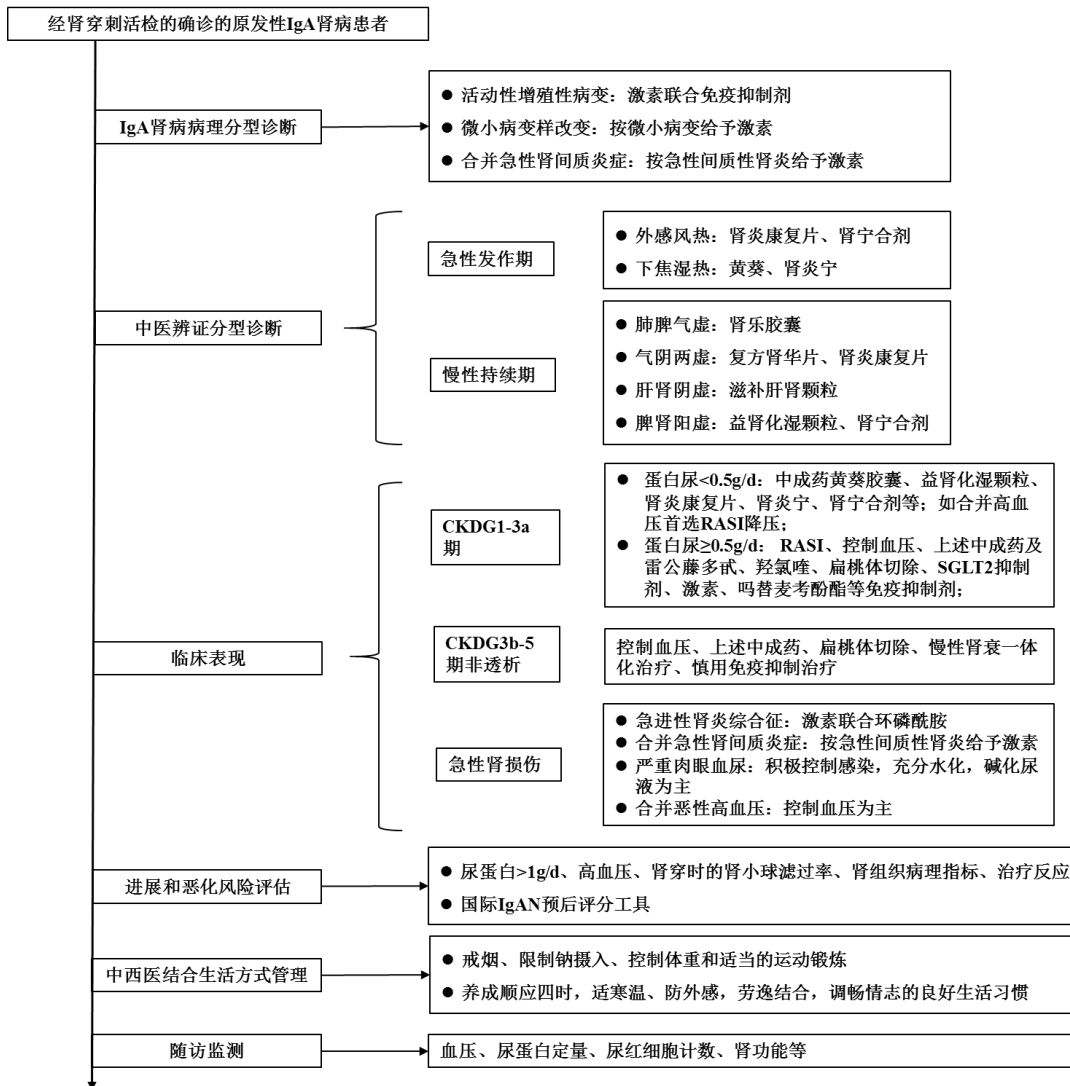 经肾穿刺活检的确诊的原发性IgA肾病患者
IgA肾病病理分型诊断
● 活动性增殖性病变：激素联合免疫抑制剂
● 微小病变样改变：按微小病变给予激素
● 合并急性肾间质炎症：按急性间质性肾炎给予激素
中医辨证分型诊断
急性发作期
● 外感风热：肾炎康复片、肾宁合剂
● 下焦湿热：黄葵、肾炎宁
慢性持续期
● 肺脾气虚：肾乐胶囊
● 气阴两虚：复方肾华片、肾炎康复片
● 肝肾阴虚：滋补肝肾颗粒
● 脾肾阳虚：益肾化湿颗粒、肾宁合剂
临床表现
CKDG1-3a
期
● 蛋白尿<0.5g/d：中成药黄葵胶囊、益肾化湿颗粒、
肾炎康复片、肾炎宁、肾宁合剂等；如合并高血
压首选RASI降压；
● 蛋白尿≥0.5g/d： RASI、控制血压、上述中成药及
雷公藤多甙、羟氯喹、扁桃体切除、SGLT2抑制
剂、激素、吗替麦考酚酯等免疫抑制剂；
CKDG3b-5
期非透析
控制血压、上述中成药、扁桃体切除、慢性肾衰一体
化治疗、慎用免疫抑制治疗
急性肾损伤
● 急进性肾炎综合征：激素联合环磷酰胺
● 合并急性肾间质炎症：按急性间质性肾炎给予激素
● 严重肉眼血尿：积极控制感染，充分水化，碱化尿
液为主
● 合并恶性高血压：控制血压为主
进展和恶化风险评估
● 尿蛋白>1g/d、高血压、肾穿时的肾小球滤过率、肾组织病理指标、治疗反应
● 国际IgAN预后评分工具
中西医结合生活方式管理
● 戒烟、限制钠摄入、控制体重和适当的运动锻炼
● 养成顺应四时，适寒温、防外感，劳逸结合，调畅情志的良好生活习惯
随访监测
血压、尿蛋白定量、尿红细胞计数、肾功能等